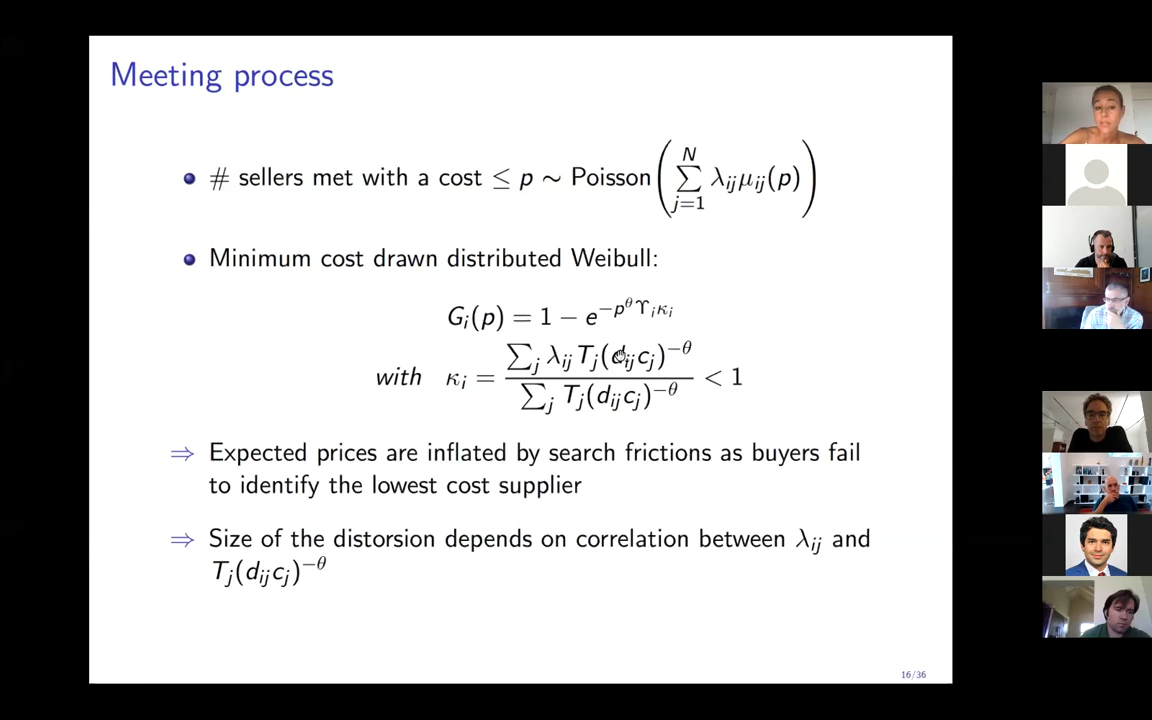 Meeting process
# sellers met with a cost ≤ p ∼ Poisson(∑_{j=1}^{N} λ_{ij}μ_{ij}(p))
Minimum cost drawn distributed Weibull:
G_i(p) = 1 − e^{−p^θ Υ_i κ_i}
with κ_i = \frac{∑_j λ_{ij} T_j(d_{ij}c_j)^{−θ}}{∑_j T_j(d_{ij}c_j)^{−θ}} < 1
⇒ Expected prices are inflated by search frictions as buyers fail
to identify the lowest cost supplier
⇒ Size of the distorsion depends on correlation between λ_{ij} and
T_j(d_{ij}c_j)^{−θ}
16/36